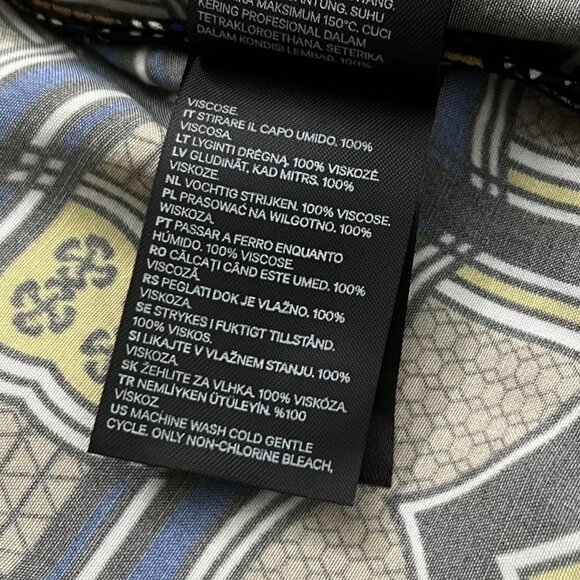 GANTUNG. SUHU
KA MAKSIMUM 150°C. CUCI
KERING PROFESIONAL DALAM
TETRAKLOROETHANA. SETERIKA
DALAM KONDISI LEMBAB. 100%
VISCOSE.
IT STIRARE IL CAPO UMIDO. 100%
VISCOSA.
LT LYGINTI DRĖGNĄ. 100% VISKOZĖ.
LV GLUDINĀT, KAD MITRS. 100%
VISKOZE.
NL VOCHTIG STRIJKEN. 100% VISCOSE.
PL PRASOWAĆ NA WILGOTNO. 100%
WISKOZA.
PT PASSAR A FERRO ENQUANTO
HÚMIDO. 100% VISCOSE
RO CĂLCAȚI CÂND ESTE UMED. 100%
VISCOZĂ.
RS PEGLATI DOK JE VLAŽNO. 100%
VISKOZA.
SE STRYKES I FUKTIGT TILLSTÅND.
100% VISKOS.
SI LIKAJTE V VLAŽNEM STANJU. 100%
VISKOZA.
SK ŽEHLITE ZA VLHKA. 100% VISKÓZA.
TR NEMLİYKEN ÜTÜLEYİN. %100
VISKOZ.
US MACHINE WASH COLD GENTLE
CYCLE. ONLY NON-CHLORINE BLEACH,